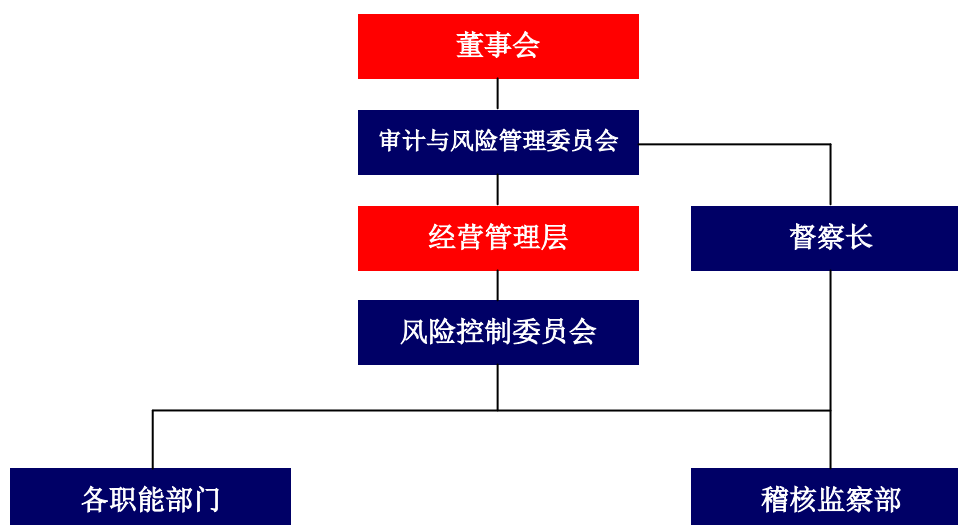 董事会
审计与风险管理委员会
经营管理层
督察长
风险控制委员会
各职能部门
稽核监察部